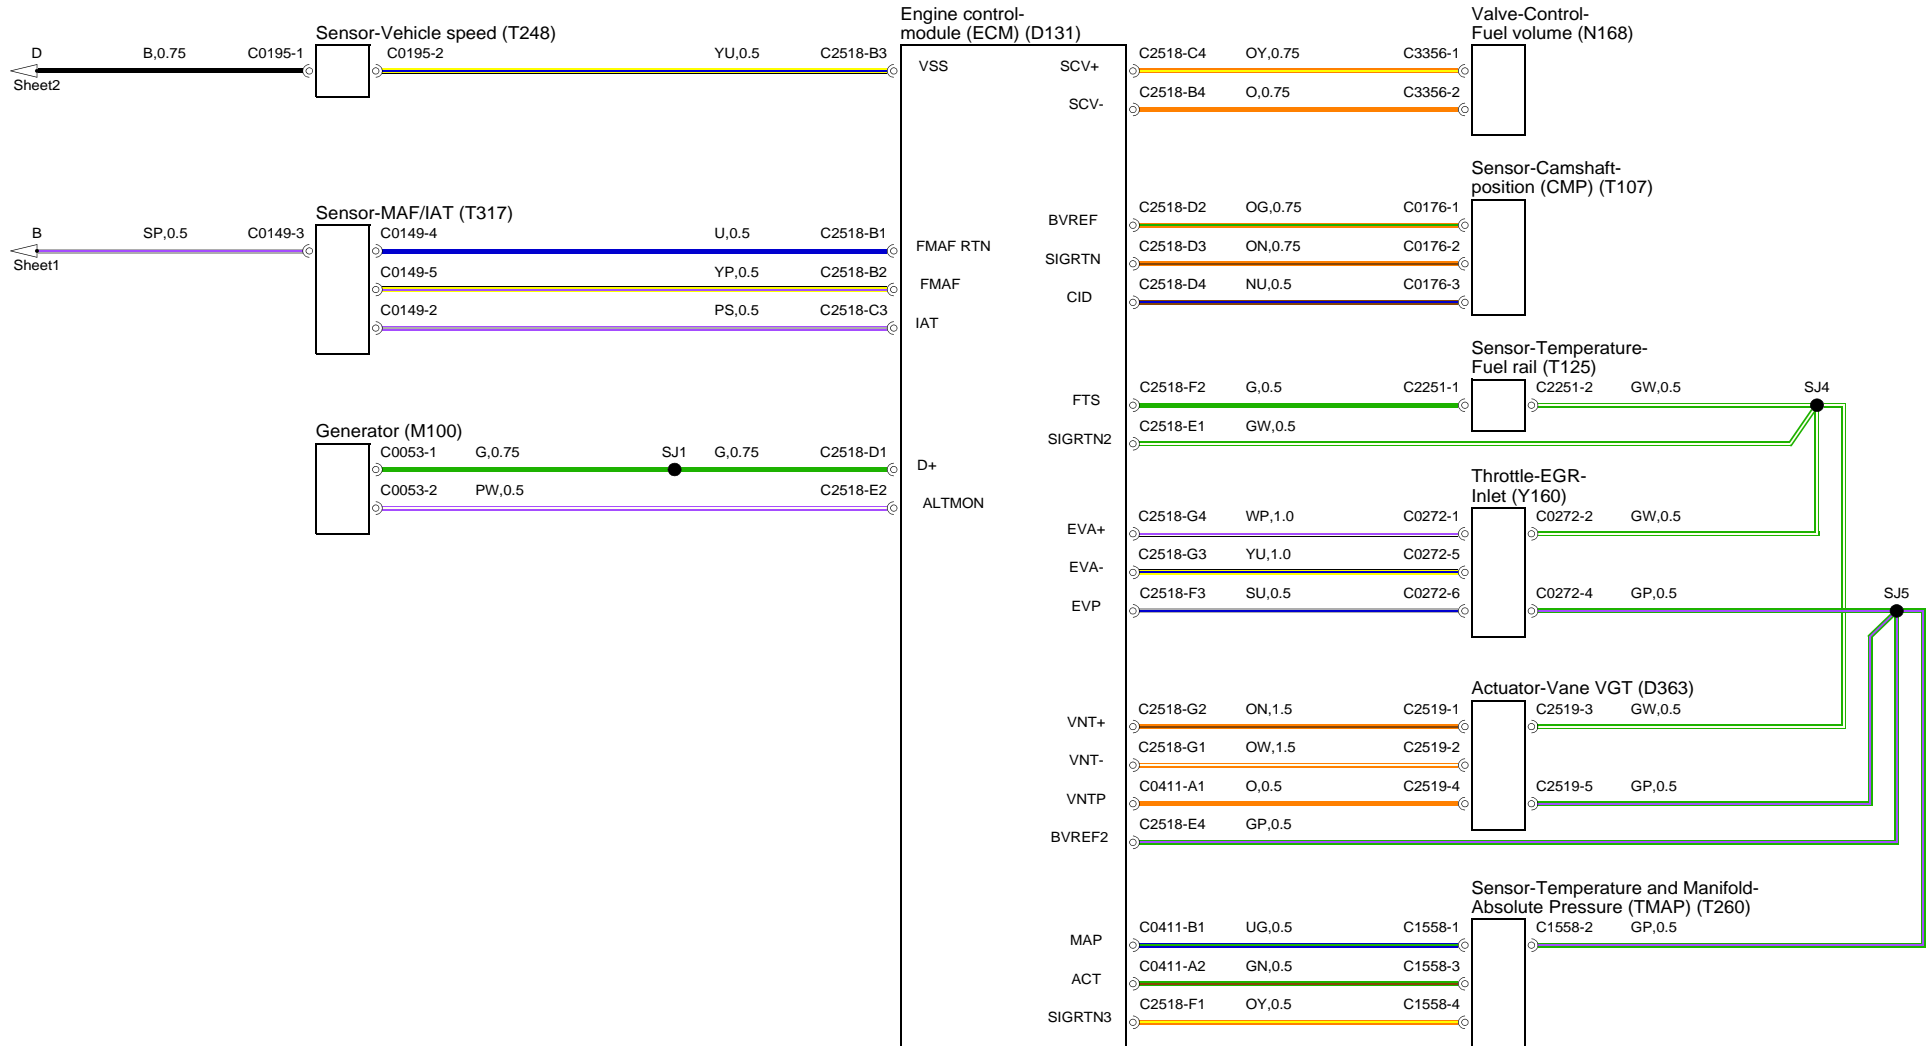 Sensor-Vehicle speed (T248)
D B,0.75 C0195-1 C0195-2 YU,0.5 C2518-B3
Sheet2
Sensor-MAF/IAT (T317)
B SP,0.5 C0149-3 C0149-4 U,0.5 C2518-B1
Sheet1
C0149-5 YP,0.5 C2518-B2
C0149-2 PS,0.5 C2518-C3
Generator (M100)
C0053-1 G,0.75 SJ1 G,0.75 C2518-D1
C0053-2 PW,0.5 C2518-E2
Engine control-
module (ECM) (D131)
VSS
FMAF RTN
FMAF
IAT
D+
ALTMON
SCV+
SCV-
BVREF
SIGRTN
CID
FTS
SIGRTN2
EVA+
EVA-
EVP
VNT+
VNT-
VNTP
BVREF2
MAP
ACT
SIGRTN3
Valve-Control-
Fuel volume (N168)
C2518-C4 OY,0.75 C3356-1
C2518-B4 O,0.75 C3356-2
Sensor-Camshaft-
position (CMP) (T107)
C2518-D2 OG,0.75 C0176-1
C2518-D3 ON,0.75 C0176-2
C2518-D4 NU,0.5 C0176-3
Sensor-Temperature-
Fuel rail (T125)
C2518-F2 G,0.5 C2251-1 C2251-2 GW,0.5 SJ4
C2518-E1 GW,0.5
Throttle-EGR-
Inlet (Y160)
C2518-G4 WP,1.0 C0272-1 C0272-2 GW,0.5
C2518-G3 YU,1.0 C0272-5
C2518-F3 SU,0.5 C0272-6 C0272-4 GP,0.5 SJ5
Actuator-Vane VGT (D363)
C2518-G2 ON,1.5 C2519-1 C2519-3 GW,0.5
C2518-G1 OW,1.5 C2519-2
C0411-A1 O,0.5 C2519-4 C2519-5 GP,0.5
C2518-E4 GP,0.5
Sensor-Temperature and Manifold-
Absolute Pressure (TMAP) (T260)
C0411-B1 UG,0.5 C1558-1 C1558-2 GP,0.5
C0411-A2 GN,0.5 C1558-3
C2518-F1 OY,0.5 C1558-4